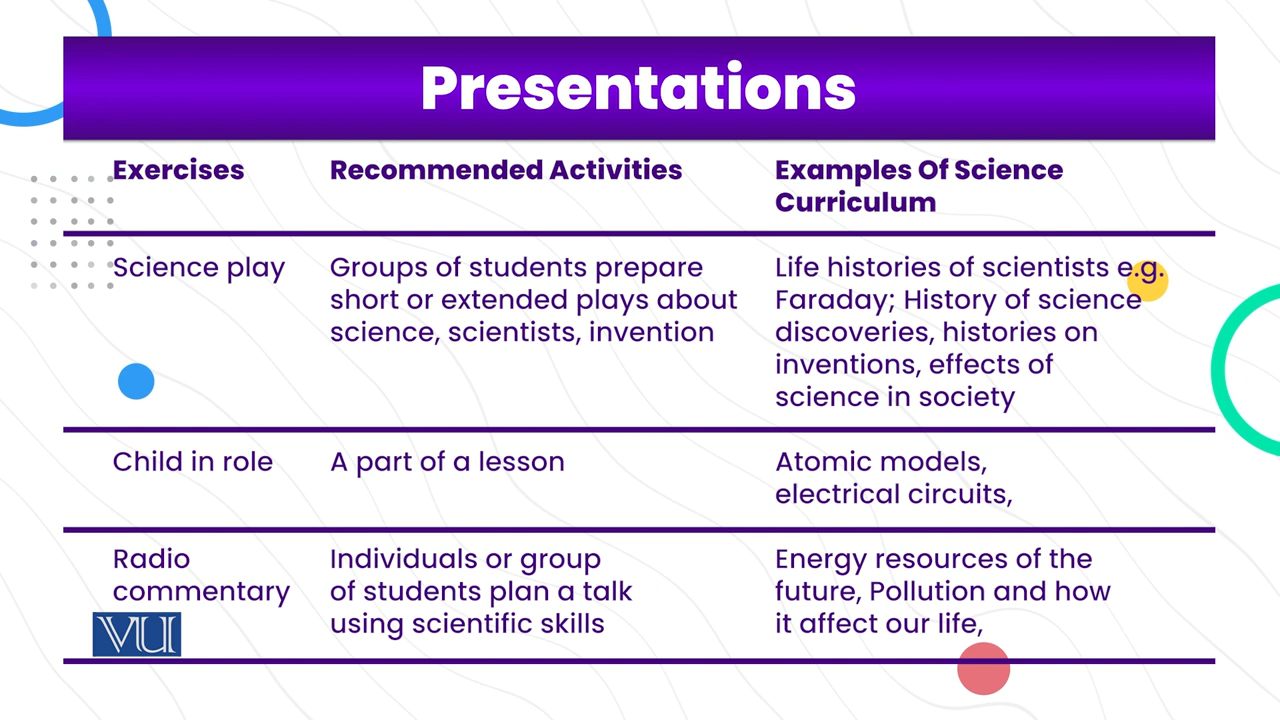 Presentations
Exercises
Recommended Activities
Examples Of Science
Curriculum
Science play
Groups of students prepare
short or extended plays about
science, scientists, invention
Life histories of scientists e.g.
Faraday; History of science
discoveries, histories on
inventions, effects of
science in society
Child in role
A part of a lesson
Atomic models,
electrical circuits,
Radio
commentary
Individuals or group
of students plan a talk
using scientific skills
Energy resources of the
future, Pollution and how
it affect our life,
VU